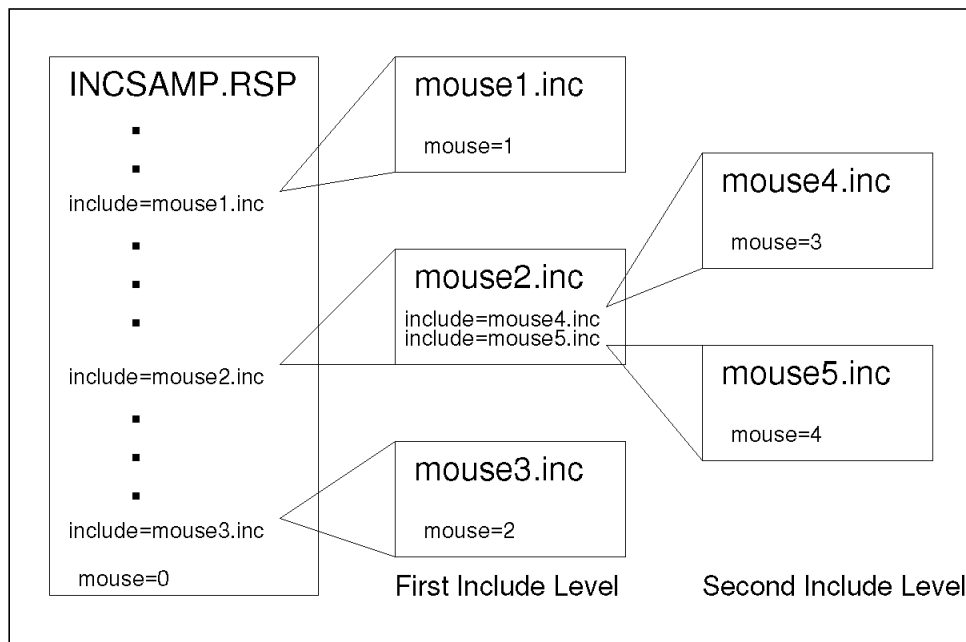 INCSAMP.RSP
include=mouse1.inc
include=mouse2.inc
include=mouse3.inc
mouse=0
mouse1.inc
mouse=1
mouse2.inc
include=mouse4.inc
include=mouse5.inc
mouse3.inc
mouse=2
First Include Level
mouse4.inc
mouse=3
mouse5.inc
mouse=4
Second Include Level